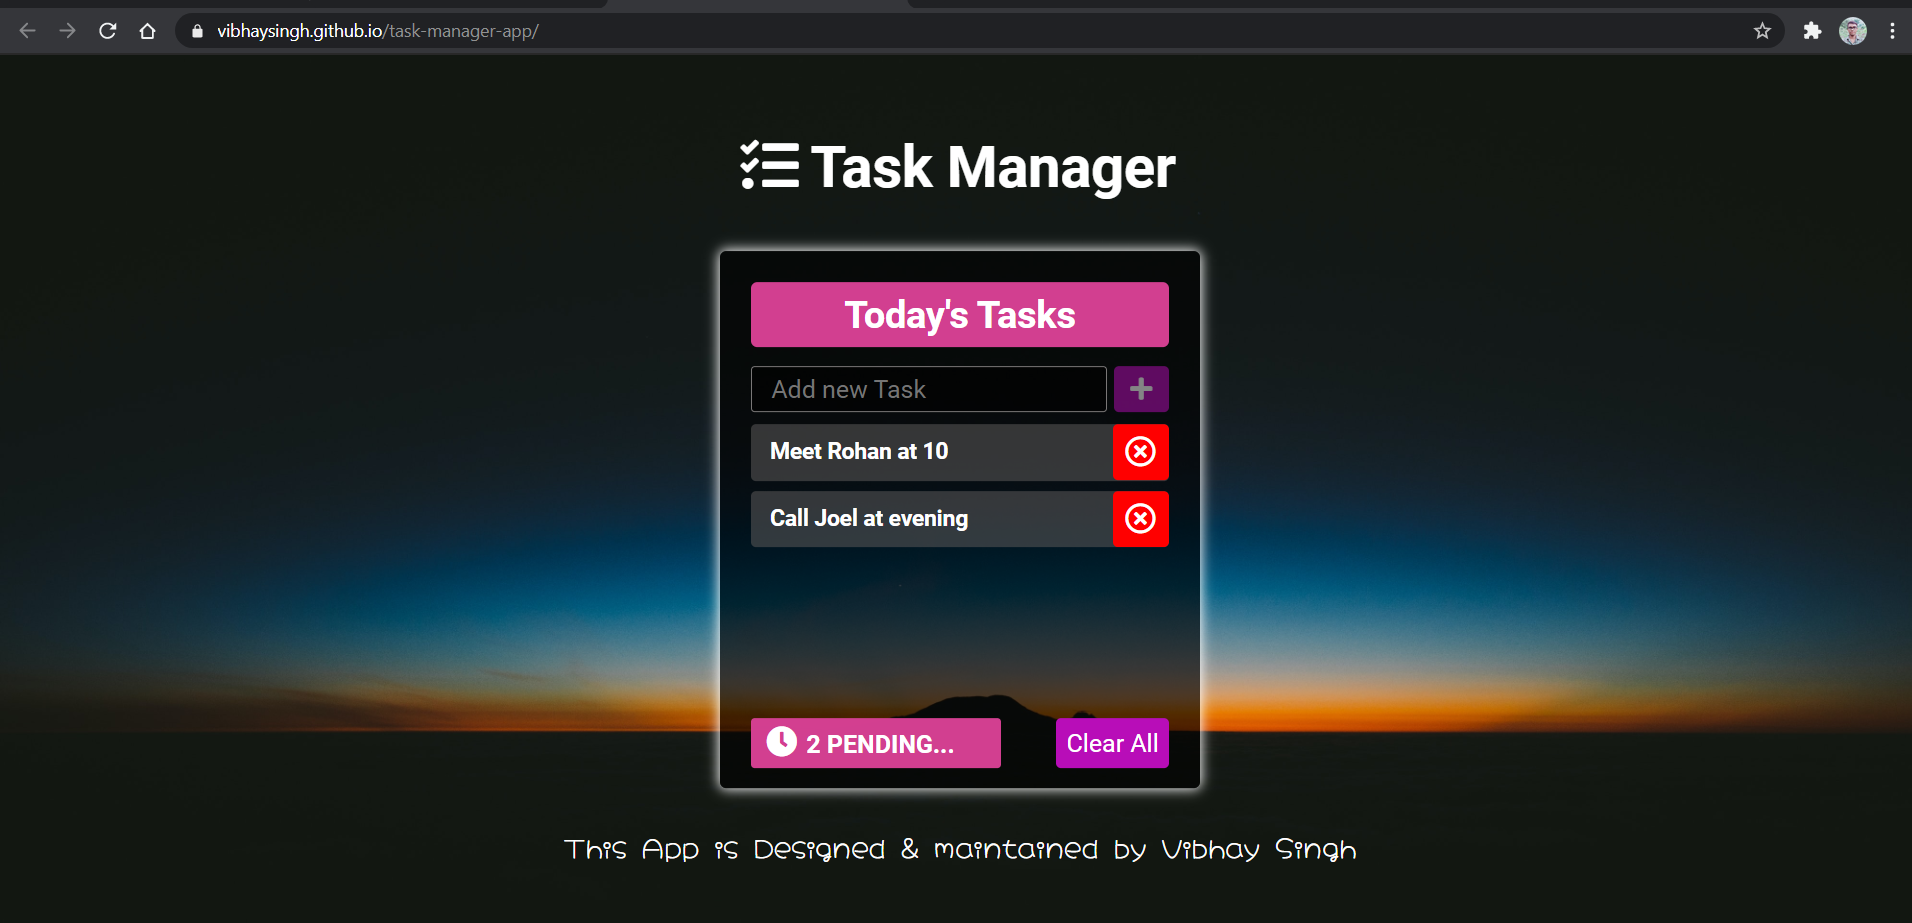 vibhaysingh.github.io/task-manager-app/
Task Manager
Today's Tasks
Add new Task
Meet Rohan at 10
Call Joel at evening
2 PENDING...
Clear All
This App is Designed & maintained by Vibhay Singh